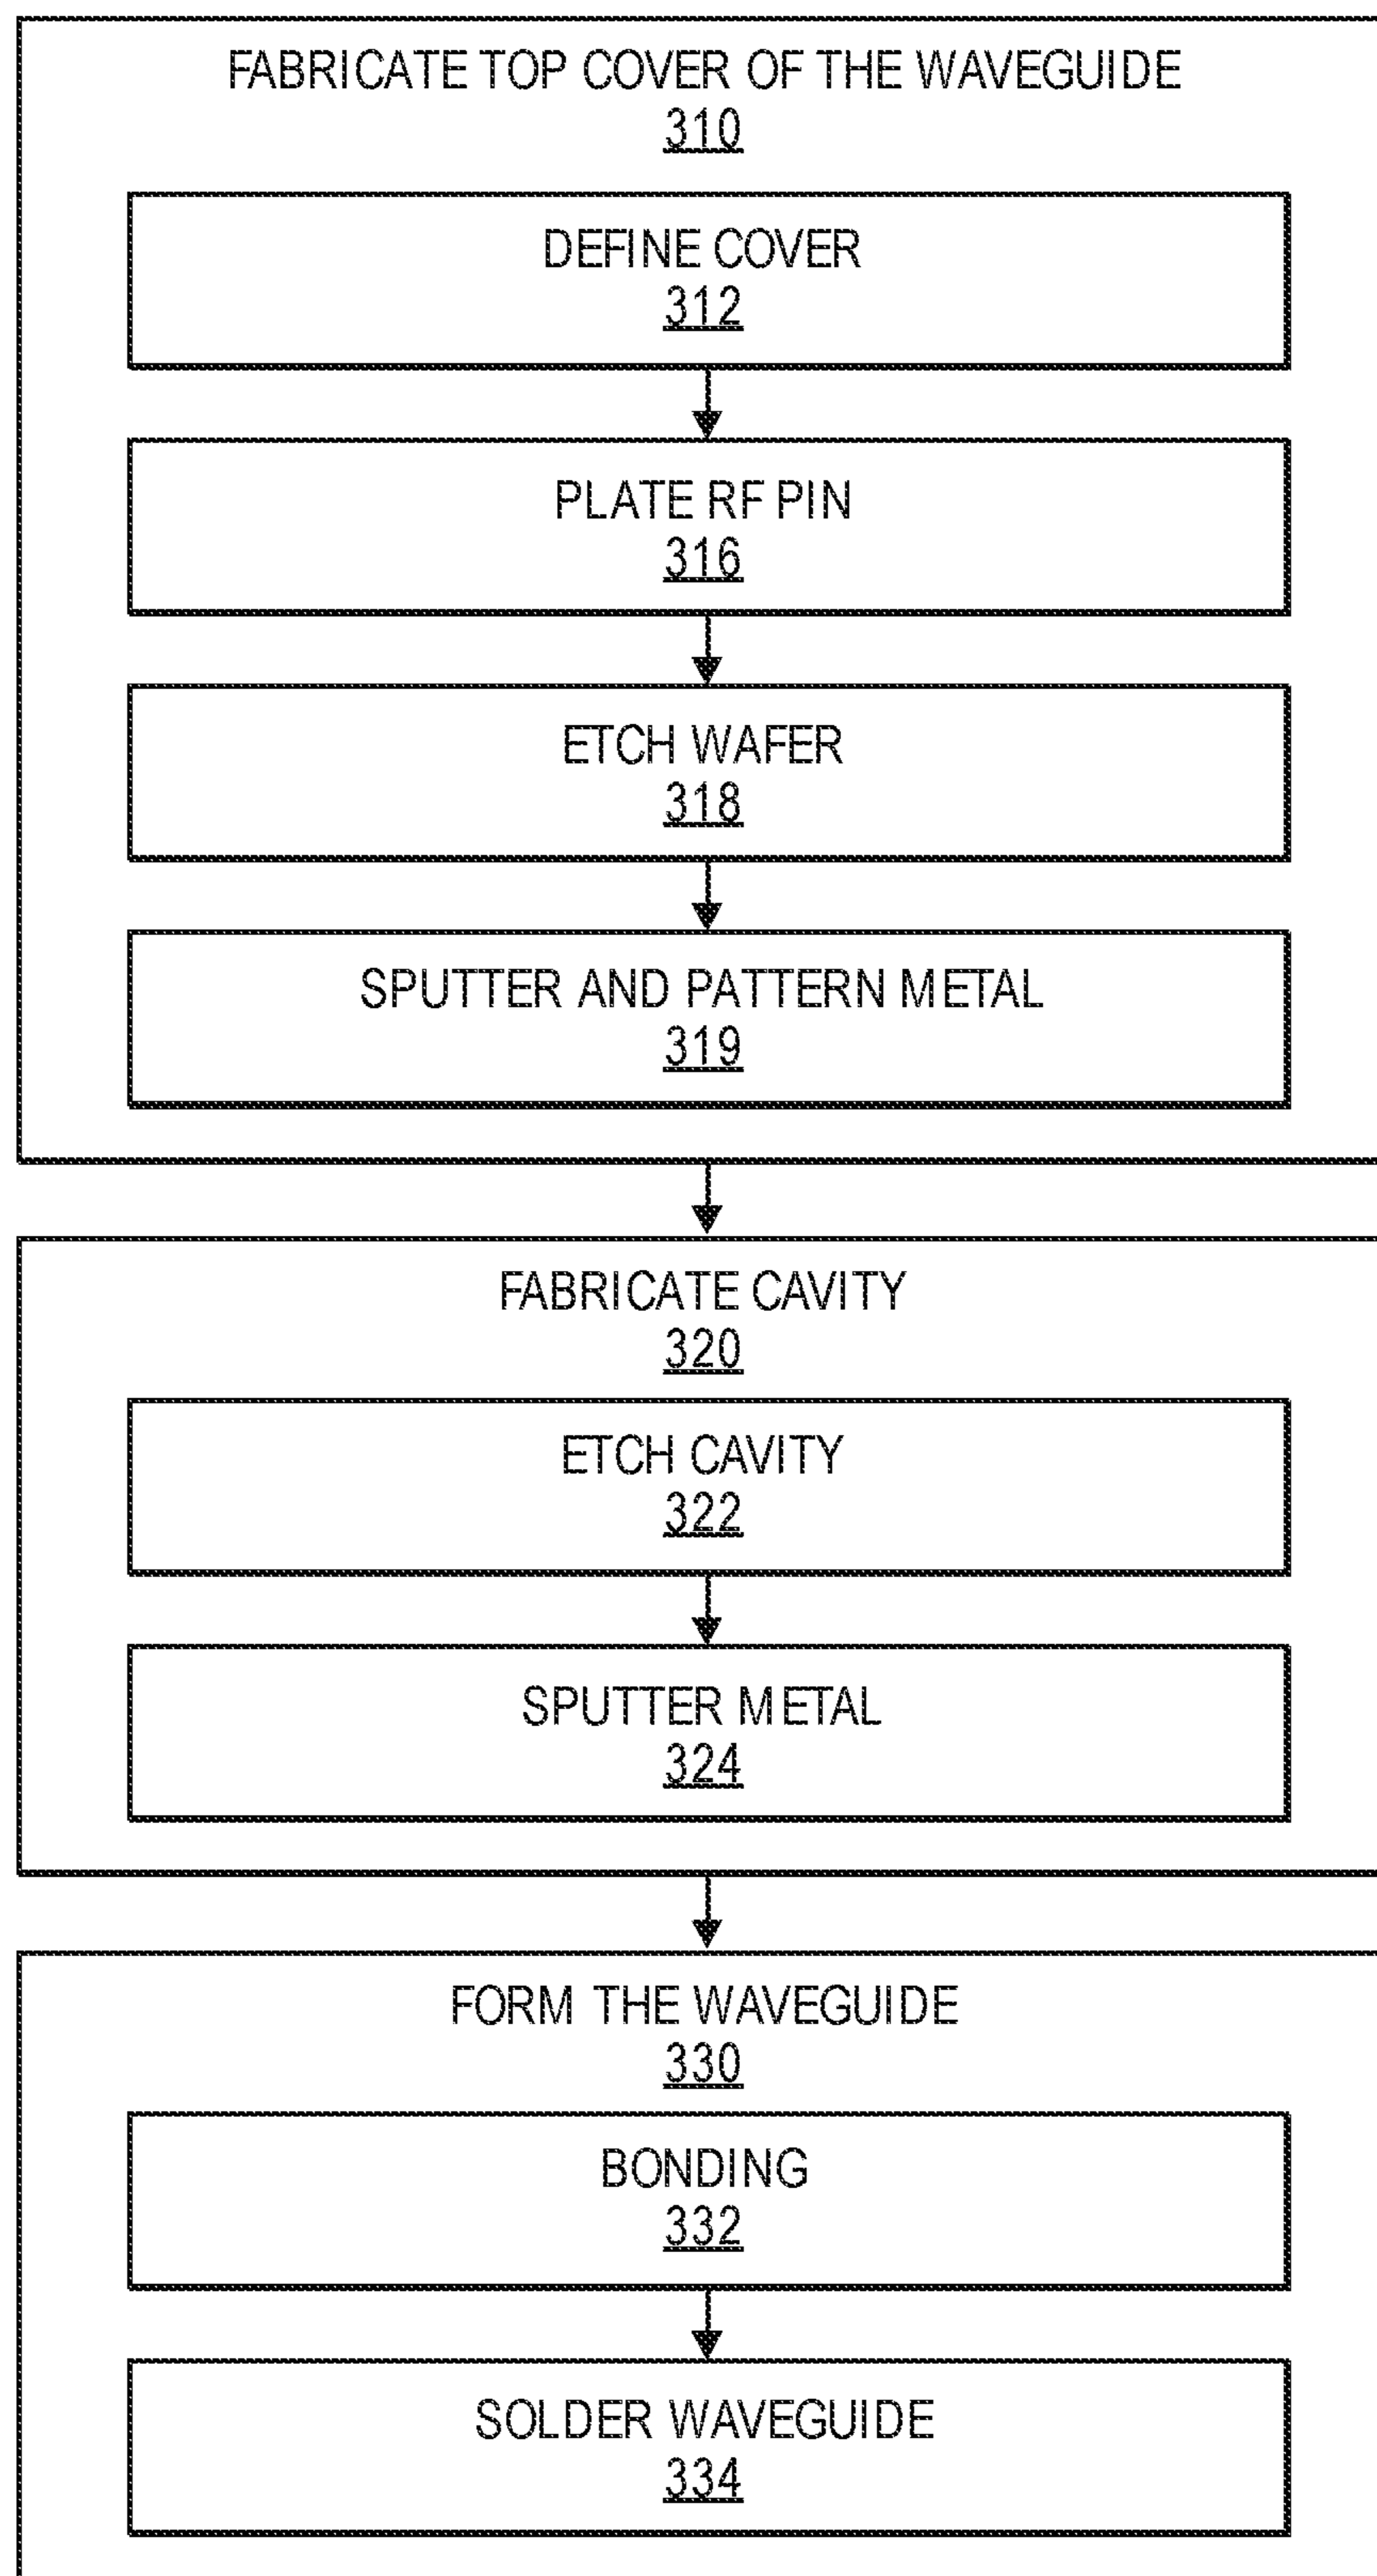 FABRICATE TOP COVER OF THE WAVEGUIDE
310
DEFINE COVER
312
PLATE RF PIN
316
ETCH WAFER
318
SPUTTER AND PATTERN METAL
319
FABRICATE CAVITY
320
ETCH CAVITY
322
SPUTTER METAL
324
FORM THE WAVEGUIDE
330
BONDING
332
SOLDER WAVEGUIDE
334